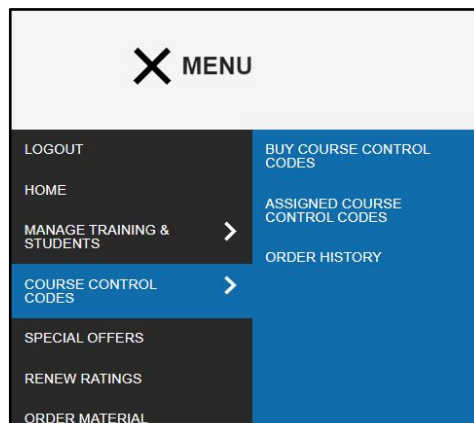 MENU
LOGOUT
HOME
MANAGE TRAINING &
STUDENTS
COURSE CONTROL
CODES
SPECIAL OFFERS
RENEW RATINGS
ORDER MATERIAL
BUY COURSE CONTROL
CODES
ASSIGNED COURSE
CONTROL CODES
ORDER HISTORY